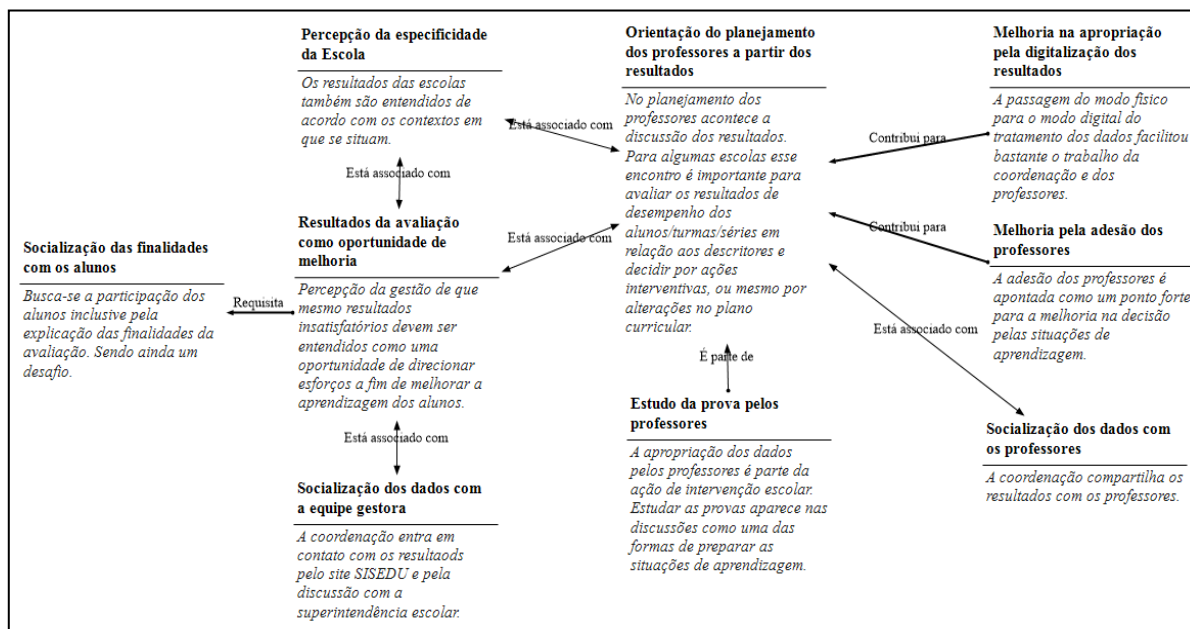 Percepção da especificidade
da Escola
Os resultados das escolas
também são entendidos de
acordo com os contextos em
que se situam.
Está associado com
Resultados da avaliação
como oportunidade de
melhoria
Percepção da gestão de que
mesmo resultados
insatisfatórios devem ser
entendidos como uma
oportunidade de direcionar
esforços a fim de melhorar a
aprendizagem dos alunos.
Requisita
Socialização das finalidades
com os alunos
Busca-se a participação dos
alunos inclusive pela
explicação das finalidades da
avaliação. Sendo ainda um
desafio.
Está associado com
Socialização dos dados com
a equipe gestora
A coordenação entra em
contato com os resultaods
pelo site SISEDU e pela
discussão com a
superintendência escolar.
Está associado com
Está associado com
Orientação do planejamento
dos professores a partir dos
resultados
No planejamento dos
professores acontece a
discussão dos resultados.
Para algumas escolas esse
encontro é importante para
avaliar os resultados de
desempenho dos
alunos/turmas/séries em
relação aos descritores e
decidir por ações
interventivas, ou mesmo por
alterações no plano
curricular.
É parte de
Estudo da prova pelos
professores
A apropriação dos dados
pelos professores é parte da
ação de intervenção escolar.
Estudar as provas aparece nas
discussões como uma das
formas de preparar as
situações de aprendizagem.
Contribui para
Melhoria na apropriação
pela digitalização dos
resultados
A passagem do modo físico
para o modo digital do
tratamento dos dados facilitou
bastante o trabalho da
coordenação e dos
professores.
Contribui para
Melhoria pela adesão dos
professores
A adesão dos professores é
apontada como um ponto forte
para a melhoria na decisão
pelas situações de
aprendizagem.
Está associado com
Socialização dos dados com
os professores
A coordenação compartilha os
resultados com os professores.